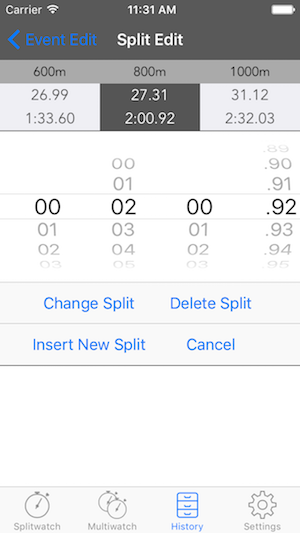 Carrier 11:31 AM
Event Edit Split Edit
600m 800m 1000m
26.99 27.31 31.12
1:33.60 2:00.92 2:32.03
.89
00 .90
01 .91
00 02 00 .92
01 03 01 .93
02 04 02 .94
03 05 03 .95
Change Split Delete Split
Insert New Split Cancel
Splitwatch Multiwatch History Settings